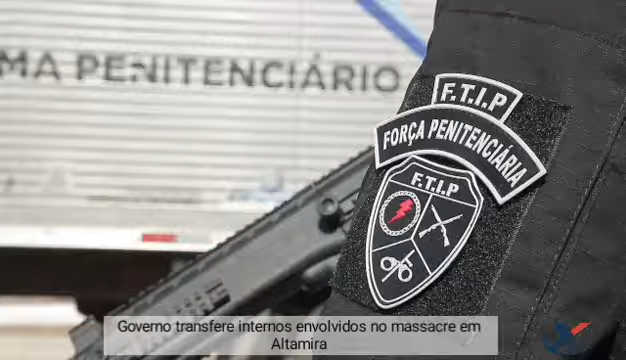 MA PENITENCIÁRIO
F.T.I.P
FORÇA PENITENCIÁRIA
F.T.I.P
Governo transfere internos envolvidos no massacre em
Altamira